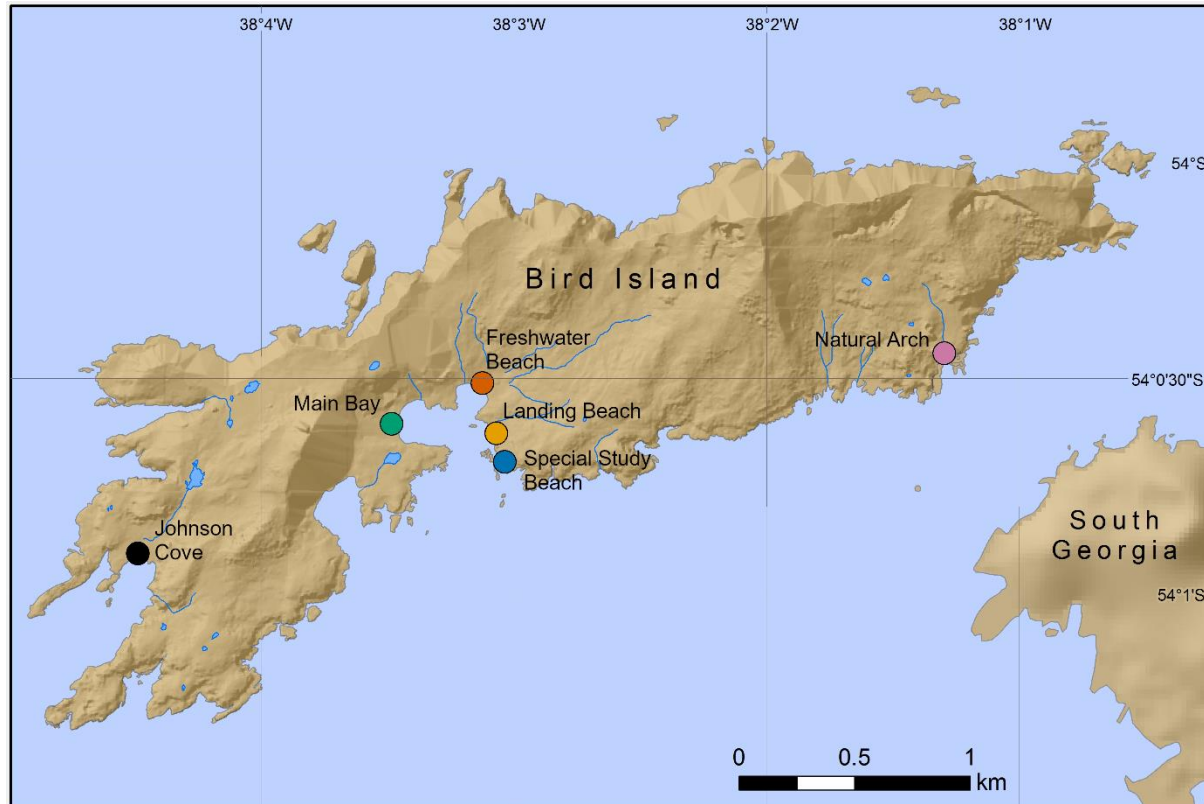 38°4'W
38°3'W
38°2'W
38°1'W
54°S
Bird Island
Freshwater
Beach
Natural Arch
54°0'30"S
Main Bay
Landing Beach
Special Study
Beach
South
Georgia
Johnson
Cove
54°1'S
0
0.5
1
km